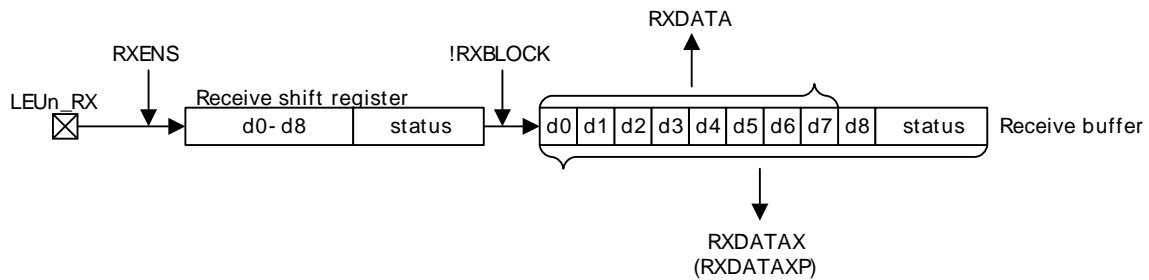 RXDATA
RXENS
!RXBLOCK
LEUn_RX
Receive shift register
d0- d8 status
d0 d1 d2 d3 d4 d5 d6 d7 d8 status
Receive buffer
RXDATAX
(RXDATAXP)